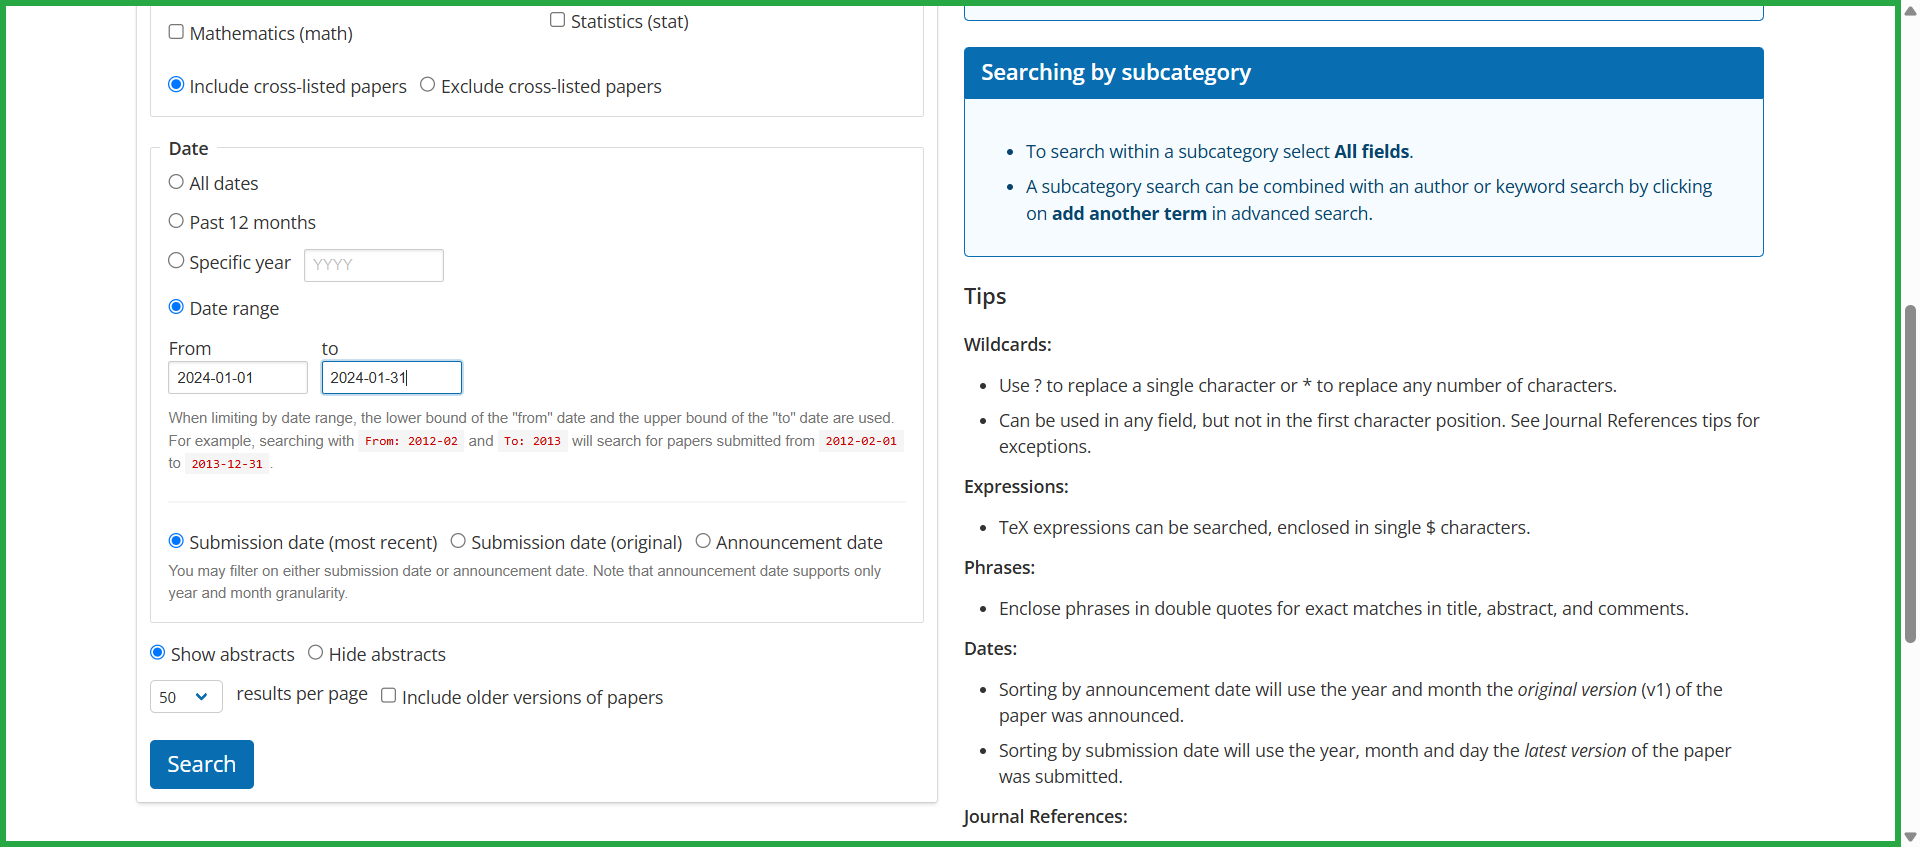 Statistics (stat)
Mathematics (math)
Include cross-listed papers Exclude cross-listed papers
Date
All dates
Past 12 months
Specific year YYYY
Date range
From to
2024-01-01 2024-01-31
When limiting by date range, the lower bound of the "from" date and the upper bound of the "to" date are used.
For example, searching with From: 2012-02 and To: 2013 will search for papers submitted from 2012-02-01
to 2013-12-31 .
Submission date (most recent) Submission date (original) Announcement date
You may filter on either submission date or announcement date. Note that announcement date supports only
year and month granularity.
Show abstracts Hide abstracts
50 results per page Include older versions of papers
Search
Searching by subcategory
• To search within a subcategory select All fields.
• A subcategory search can be combined with an author or keyword search by clicking
on add another term in advanced search.
Tips
Wildcards:
• Use ? to replace a single character or * to replace any number of characters.
• Can be used in any field, but not in the first character position. See Journal References tips for
exceptions.
Expressions:
• TeX expressions can be searched, enclosed in single $ characters.
Phrases:
• Enclose phrases in double quotes for exact matches in title, abstract, and comments.
Dates:
• Sorting by announcement date will use the year and month the original version (v1) of the
paper was announced.
• Sorting by submission date will use the year, month and day the latest version of the paper
was submitted.
Journal References: